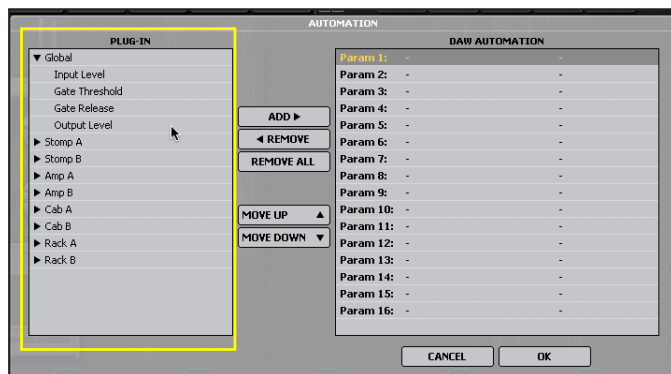 AUTOMATION
PLUG-IN
▼ Global
Input Level
Gate Threshold
Gate Release
Output Level
▶ Stomp A
▶ Stomp B
▶ Amp A
▶ Amp B
▶ Cab A
▶ Cab B
▶ Rack A
▶ Rack B
ADD ▶
◀ REMOVE
REMOVE ALL
MOVE UP ▲
MOVE DOWN ▼
DAW AUTOMATION
Param 1: - -
Param 2: - -
Param 3: - -
Param 4: - -
Param 5: - -
Param 6: - -
Param 7: - -
Param 8: - -
Param 9: - -
Param 10: - -
Param 11: - -
Param 12: - -
Param 13: - -
Param 14: - -
Param 15: - -
Param 16: - -
CANCEL
OK